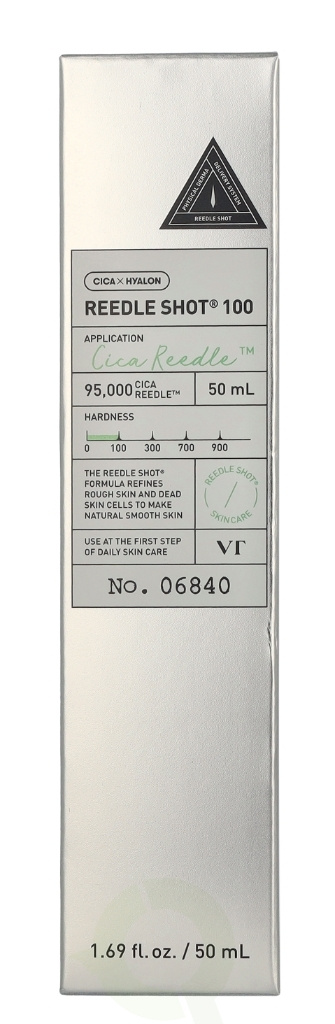 PHYSICAL DERMA
DELIVERY SYSTEM
REEDLE SHOT
CICA × HYALON
REEDLE SHOT® 100
APPLICATION
Cica Reedle™
95,000 CICA REEDLE™
50 mL
HARDNESS
0 100 300 700 900
THE REEDLE SHOT®
FORMULA REFINES
ROUGH SKIN AND DEAD
SKIN CELLS TO MAKE
NATURAL SMOOTH SKIN
REEDLE SHOT®
SKINCARE
USE AT THE FIRST STEP
OF DAILY SKIN CARE
VT
No. 06840
1.69 fl. oz. / 50 mL